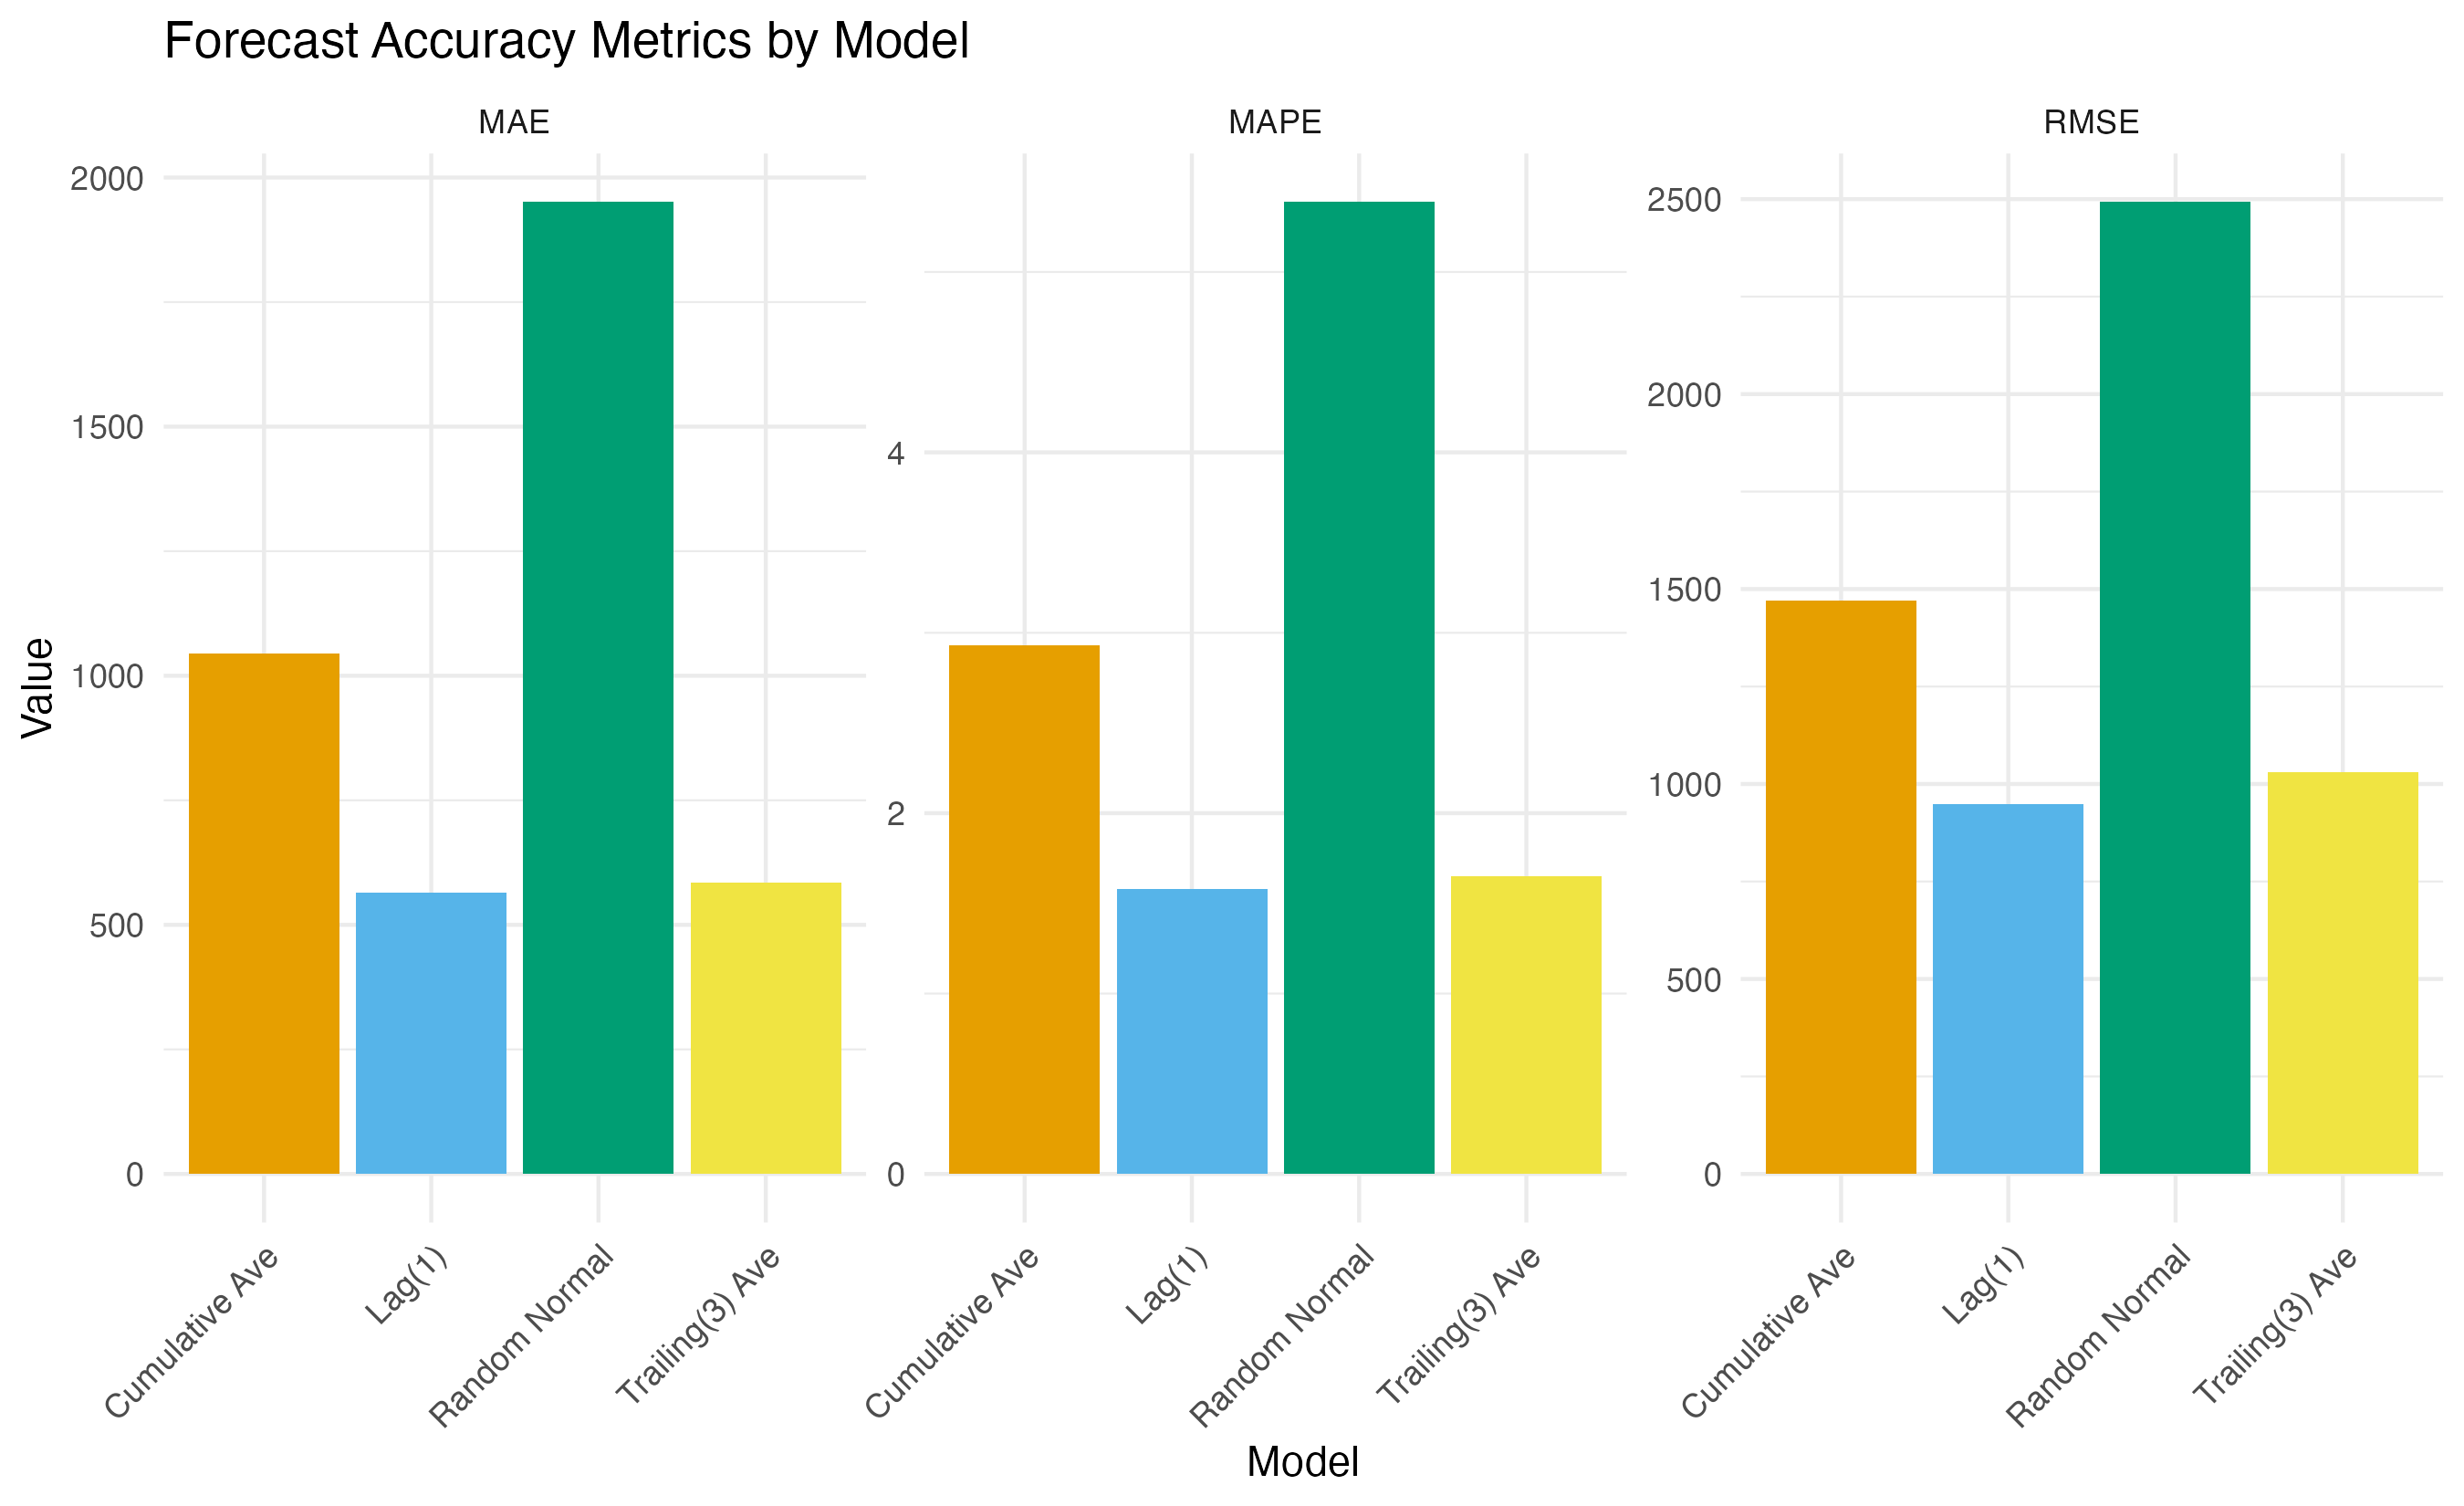 Forecast Accuracy Metrics by Model
MAE
MAPE
RMSE
Value
2000
1500
1000
500
0
4
2
0
2500
2000
1500
1000
500
0
Cumulative Ave
Lag(1)
Random Normal
Trailing(3) Ave
Cumulative Ave
Lag(1)
Random Normal
Trailing(3) Ave
Cumulative Ave
Lag(1)
Random Normal
Trailing(3) Ave
Model